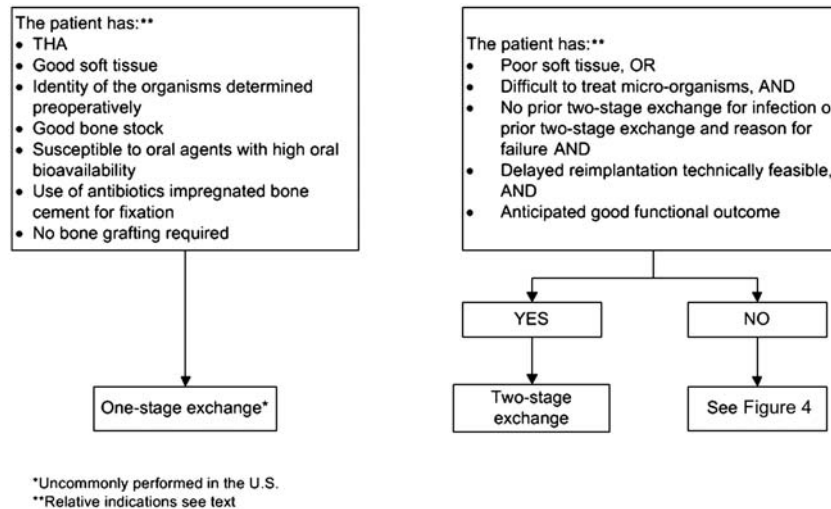 The patient has:**
• THA
• Good soft tissue
• Identity of the organisms determined
preoperatively
• Good bone stock
• Susceptible to oral agents with high oral
bioavailability
• Use of antibiotics impregnated bone
cement for fixation
• No bone grafting required
One-stage exchange*
The patient has:**
• Poor soft tissue, OR
• Difficult to treat micro-organisms, AND
• No prior two-stage exchange for infection o
prior two-stage exchange and reason for
failure AND
• Delayed reimplantation technically feasible,
AND
• Anticipated good functional outcome
YES
NO
Two-stage
exchange
See Figure 4
*Uncommonly performed in the U.S.
**Relative indications see text